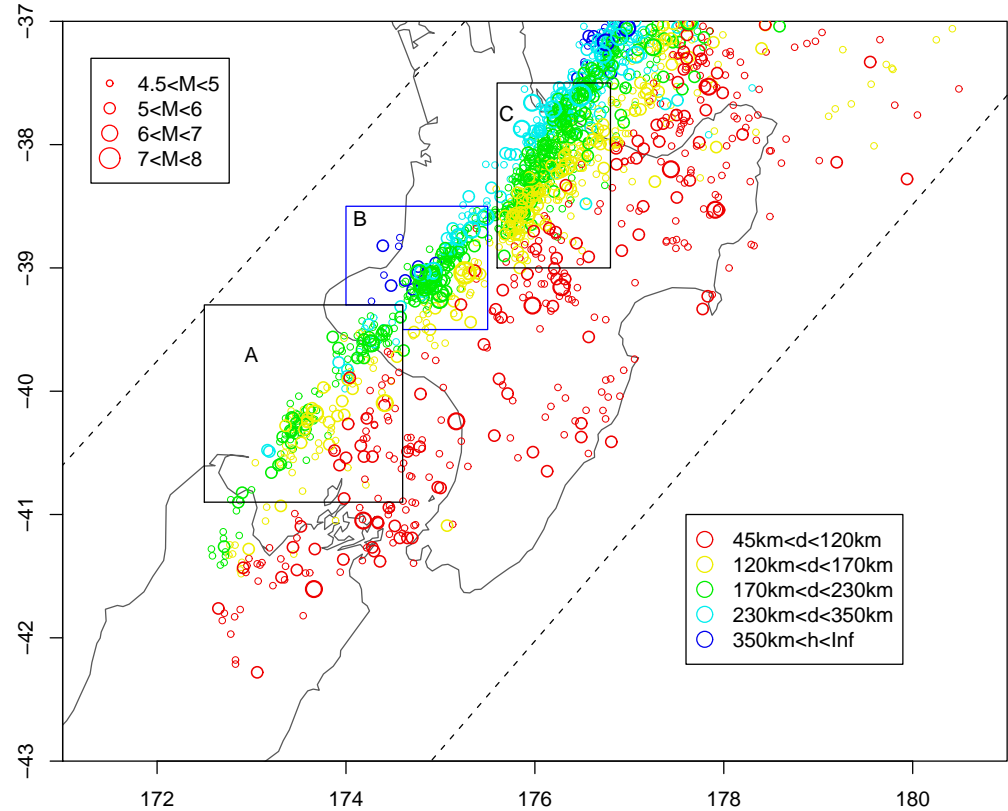 −37
−38
−39
−40
−41
−42
−43
172
174
176
178
180
4.5<M<5
5<M<6
6<M<7
7<M<8
A
B
C
45km<d<120km
120km<d<170km
170km<d<230km
230km<d<350km
350km<h<Inf